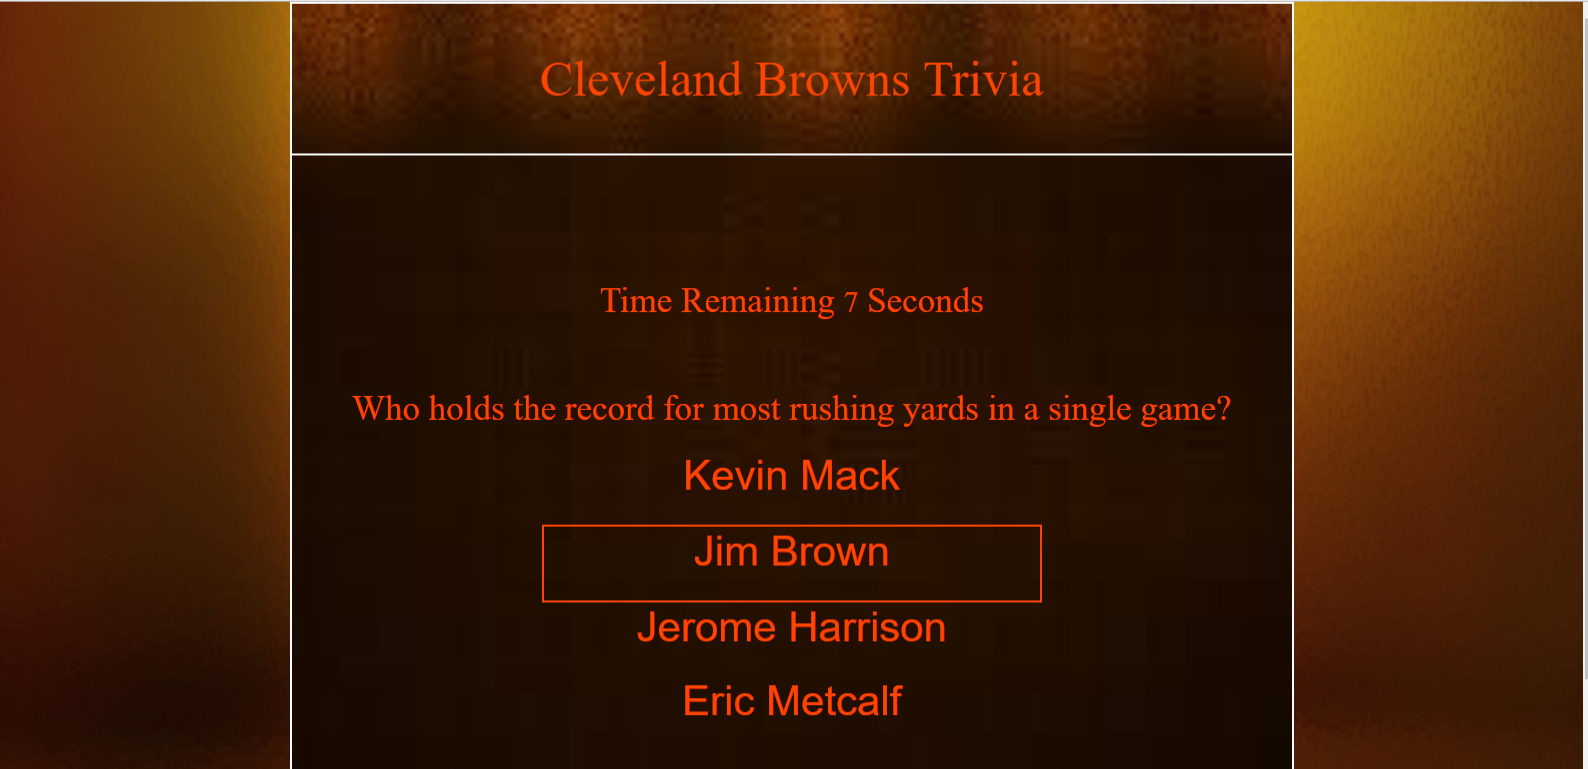 Cleveland Browns Trivia
Time Remaining 7 Seconds
Who holds the record for most rushing yards in a single game?
Kevin Mack
Jim Brown
Jerome Harrison
Eric Metcalf